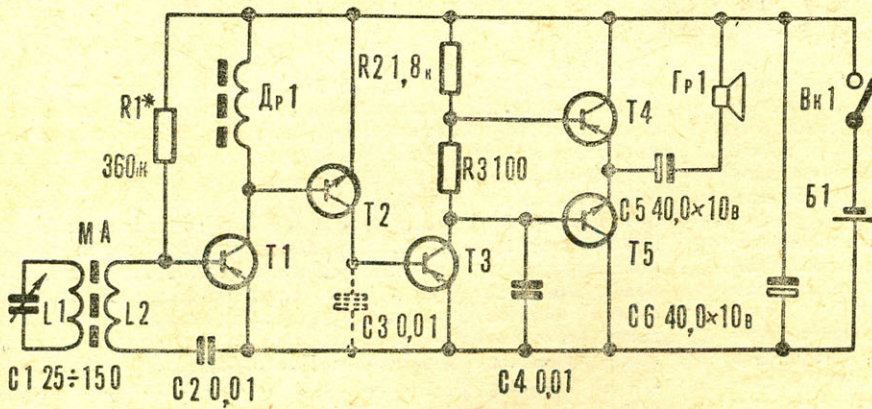 R1*
360к
Др1
R2 1,8к
R3 100
Т4
Гр1
Вк1
МА
L1
L2
Т1
Т2
Т3
Т5
С5 40,0×10в
Б1
С1 25÷150
С2 0,01
С3 0,01
С4 0,01
С6 40,0×10в